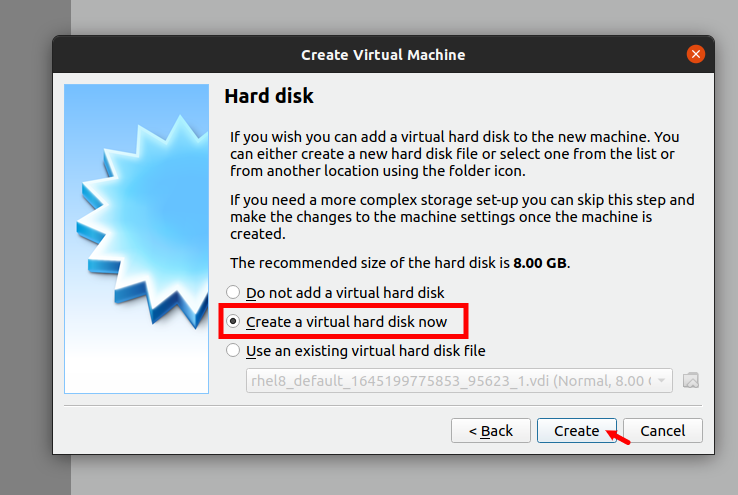 Create Virtual Machine
Hard disk
If you wish you can add a virtual hard disk to the new machine. You
can either create a new hard disk file or select one from the list or
from another location using the folder icon.
If you need a more complex storage set-up you can skip this step and
make the changes to the machine settings once the machine is
created.
The recommended size of the hard disk is 8.00 GB.
Do not add a virtual hard disk
Create a virtual hard disk now
Use an existing virtual hard disk file
rhel8_default_1645199775853_95623_1.vdi (Normal, 8.00
< Back
Create
Cancel